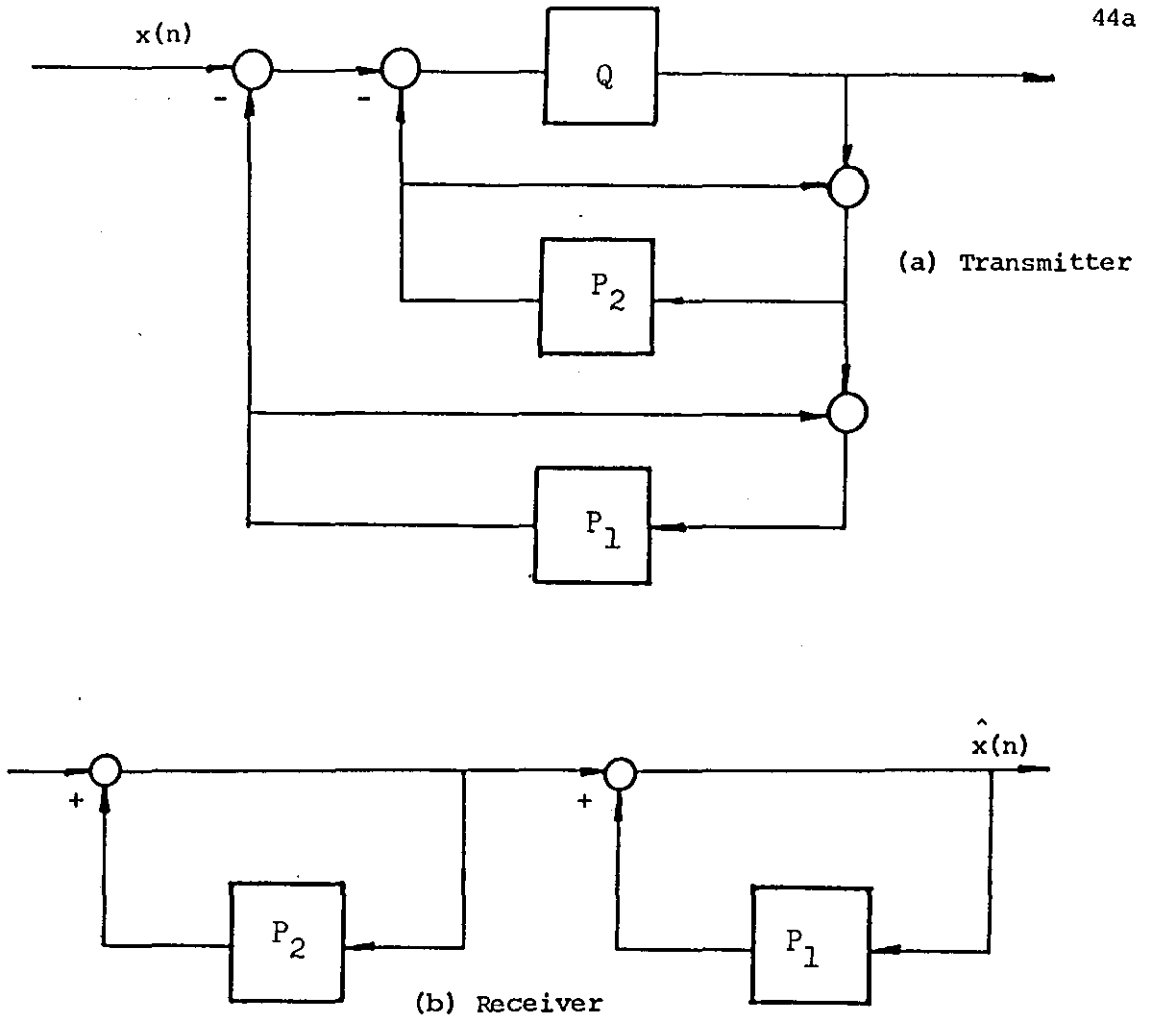 44a
x(n)
-
-
Q
P2
(a) Transmitter
P1
^x(n)
+
+
P2
P1
(b) Receiver